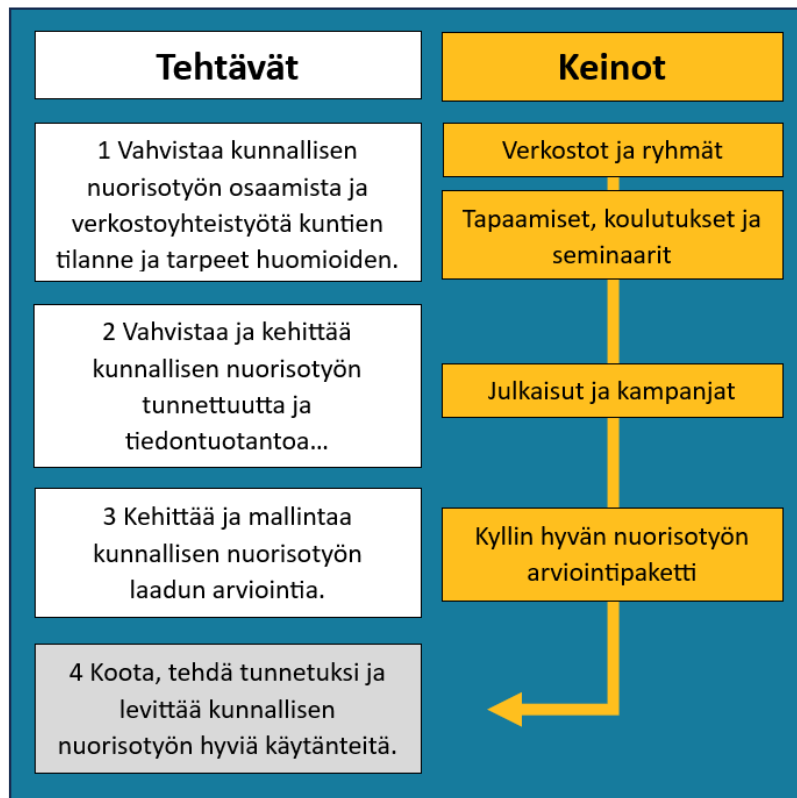 Tehtävät
Keinot
1 Vahvistaa kunnallisen
nuorisotyön osaamista ja
verkostoyhteistyötä kuntien
tilanne ja tarpeet huomioiden.
Verkostot ja ryhmät
Tapaamiset, koulutukset ja
seminaarit
2 Vahvistaa ja kehittää
kunnallisen nuorisotyön
tunnettuutta ja
tiedontuotantoa…
Julkaisut ja kampanjat
3 Kehittää ja mallintaa
kunnallisen nuorisotyön
laadun arviointia.
Kyllin hyvän nuorisotyön
arviointipaketti
4 Koota, tehdä tunnetuksi ja
levittää kunnallisen
nuorisotyön hyviä käytänteitä.